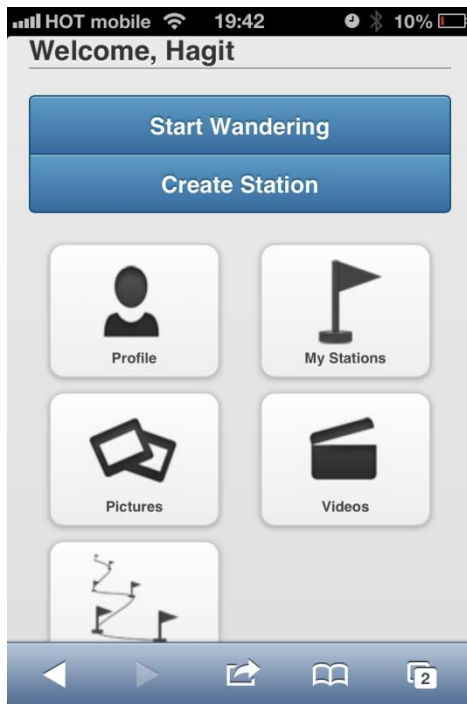 HOT mobile 19:42 10%
Welcome, Hagit
Start Wandering
Create Station
Profile My Stations
Pictures Videos
2